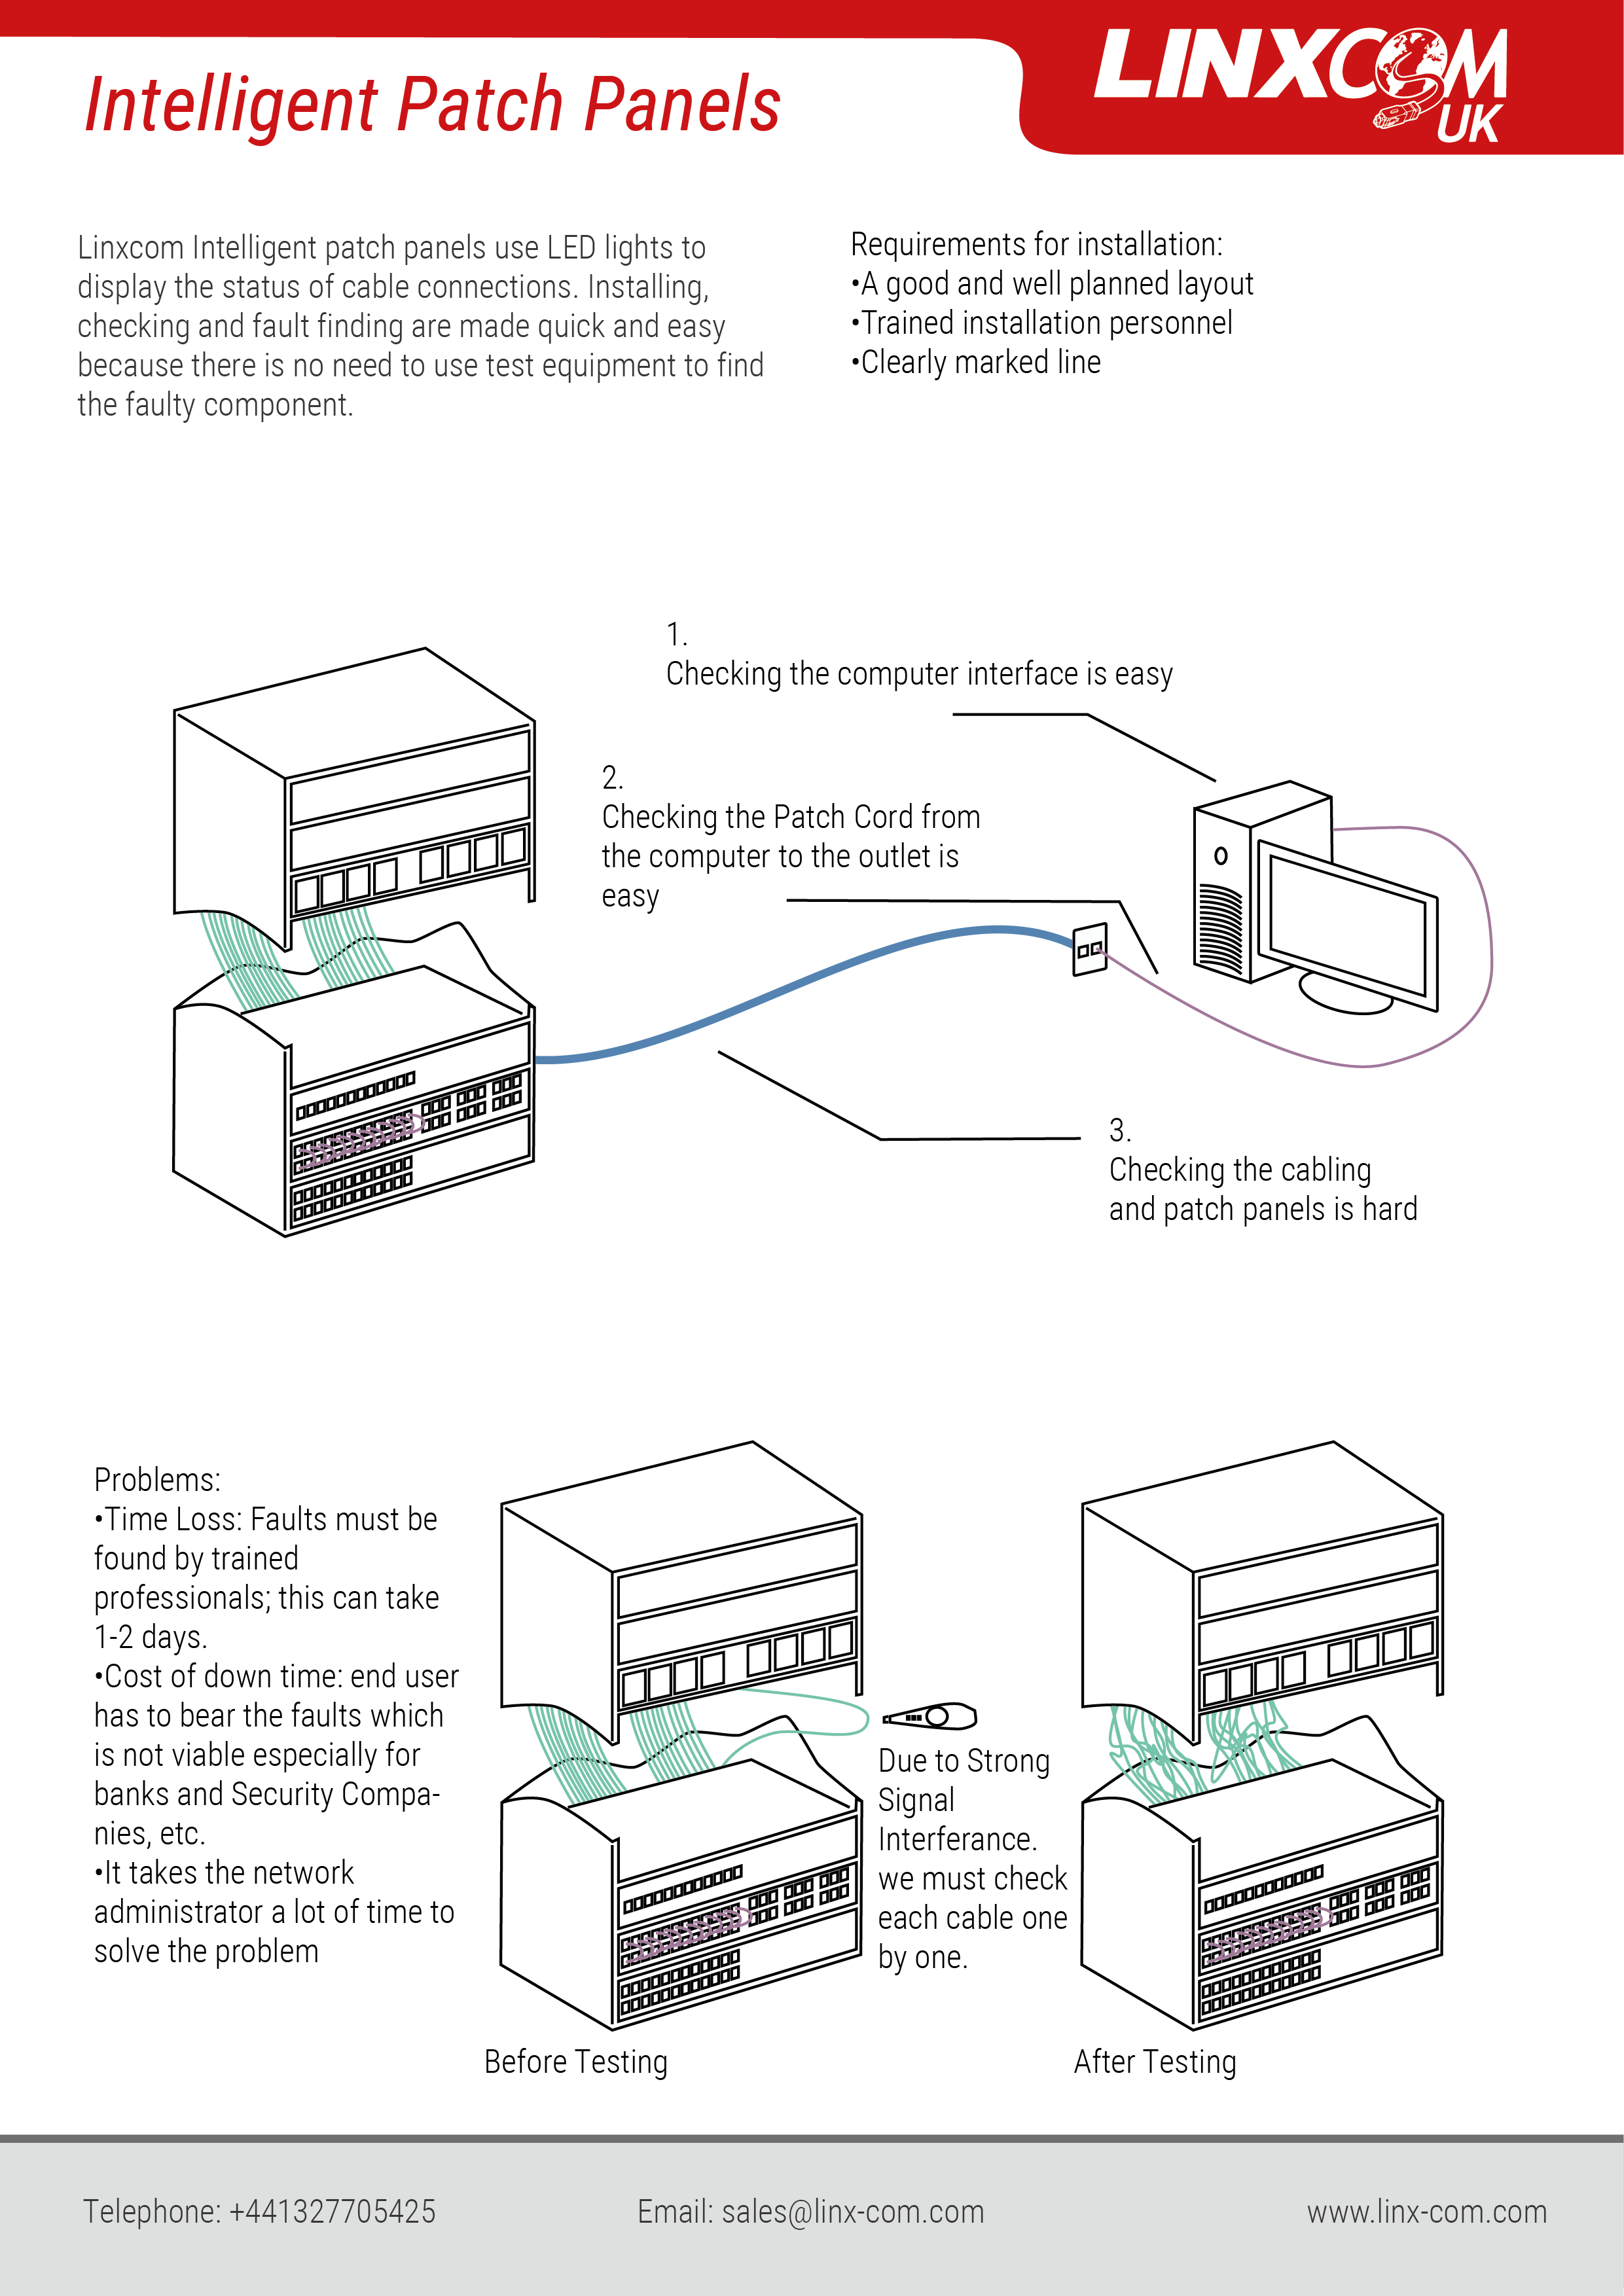 LINXCOM
UK
Intelligent Patch Panels
Linxcom Intelligent patch panels use LED lights to
display the status of cable connections. Installing,
checking and fault finding are made quick and easy
because there is no need to use test equipment to find
the faulty component.
Requirements for installation:
•A good and well planned layout
•Trained installation personnel
•Clearly marked line
1.
Checking the computer interface is easy
2.
Checking the Patch Cord from
the computer to the outlet is
easy
3.
Checking the cabling
and patch panels is hard
Problems:
•Time Loss: Faults must be
found by trained
professionals; this can take
1-2 days.
•Cost of down time: end user
has to bear the faults which
is not viable especially for
banks and Security Compa-
nies, etc.
•It takes the network
administrator a lot of time to
solve the problem
Due to Strong
Signal
Interferance.
we must check
each cable one
by one.
Before Testing
After Testing
Telephone: +441327705425
Email: sales@linx-com.com
www.linx-com.com